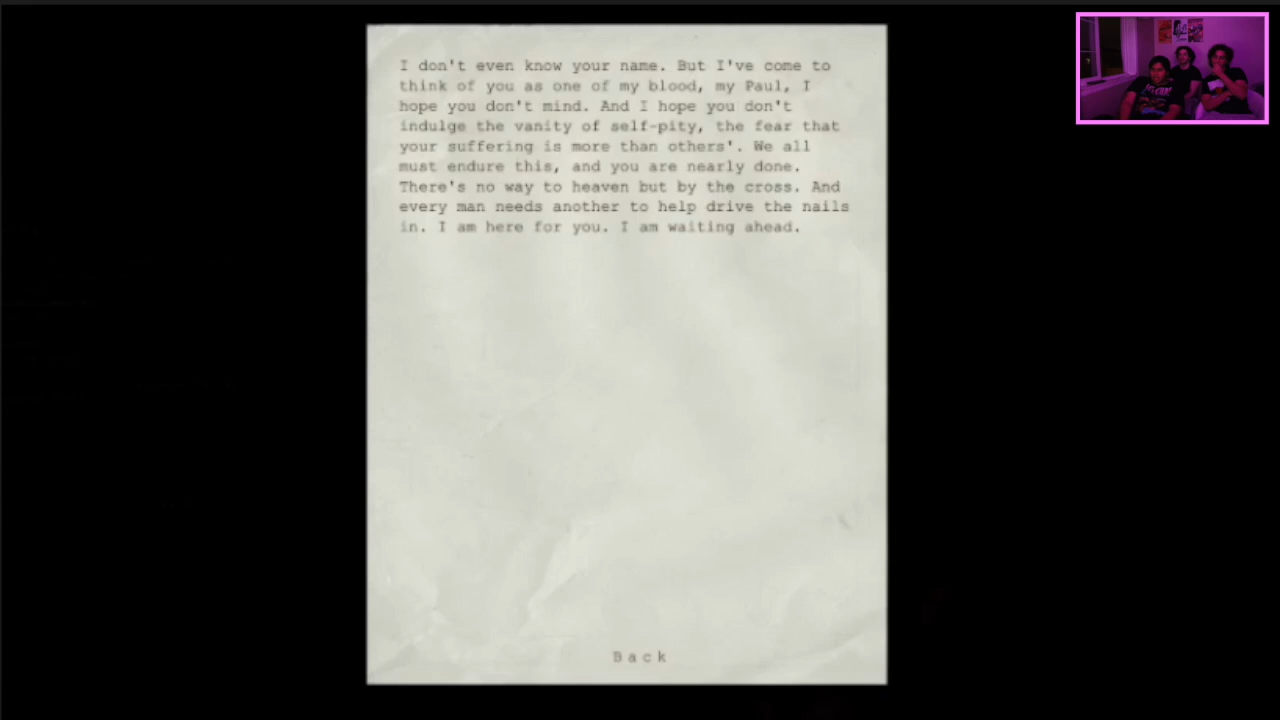 I don't even know your name. But I've come to
think of you as one of my blood, my Paul, I
hope you don't mind. And I hope you don't
indulge the vanity of self-pity, the fear that
your suffering is more than others'. We all
must endure this, and you are nearly done.
There's no way to heaven but by the cross. And
every man needs another to help drive the nails
in. I am here for you. I am waiting ahead.
Back